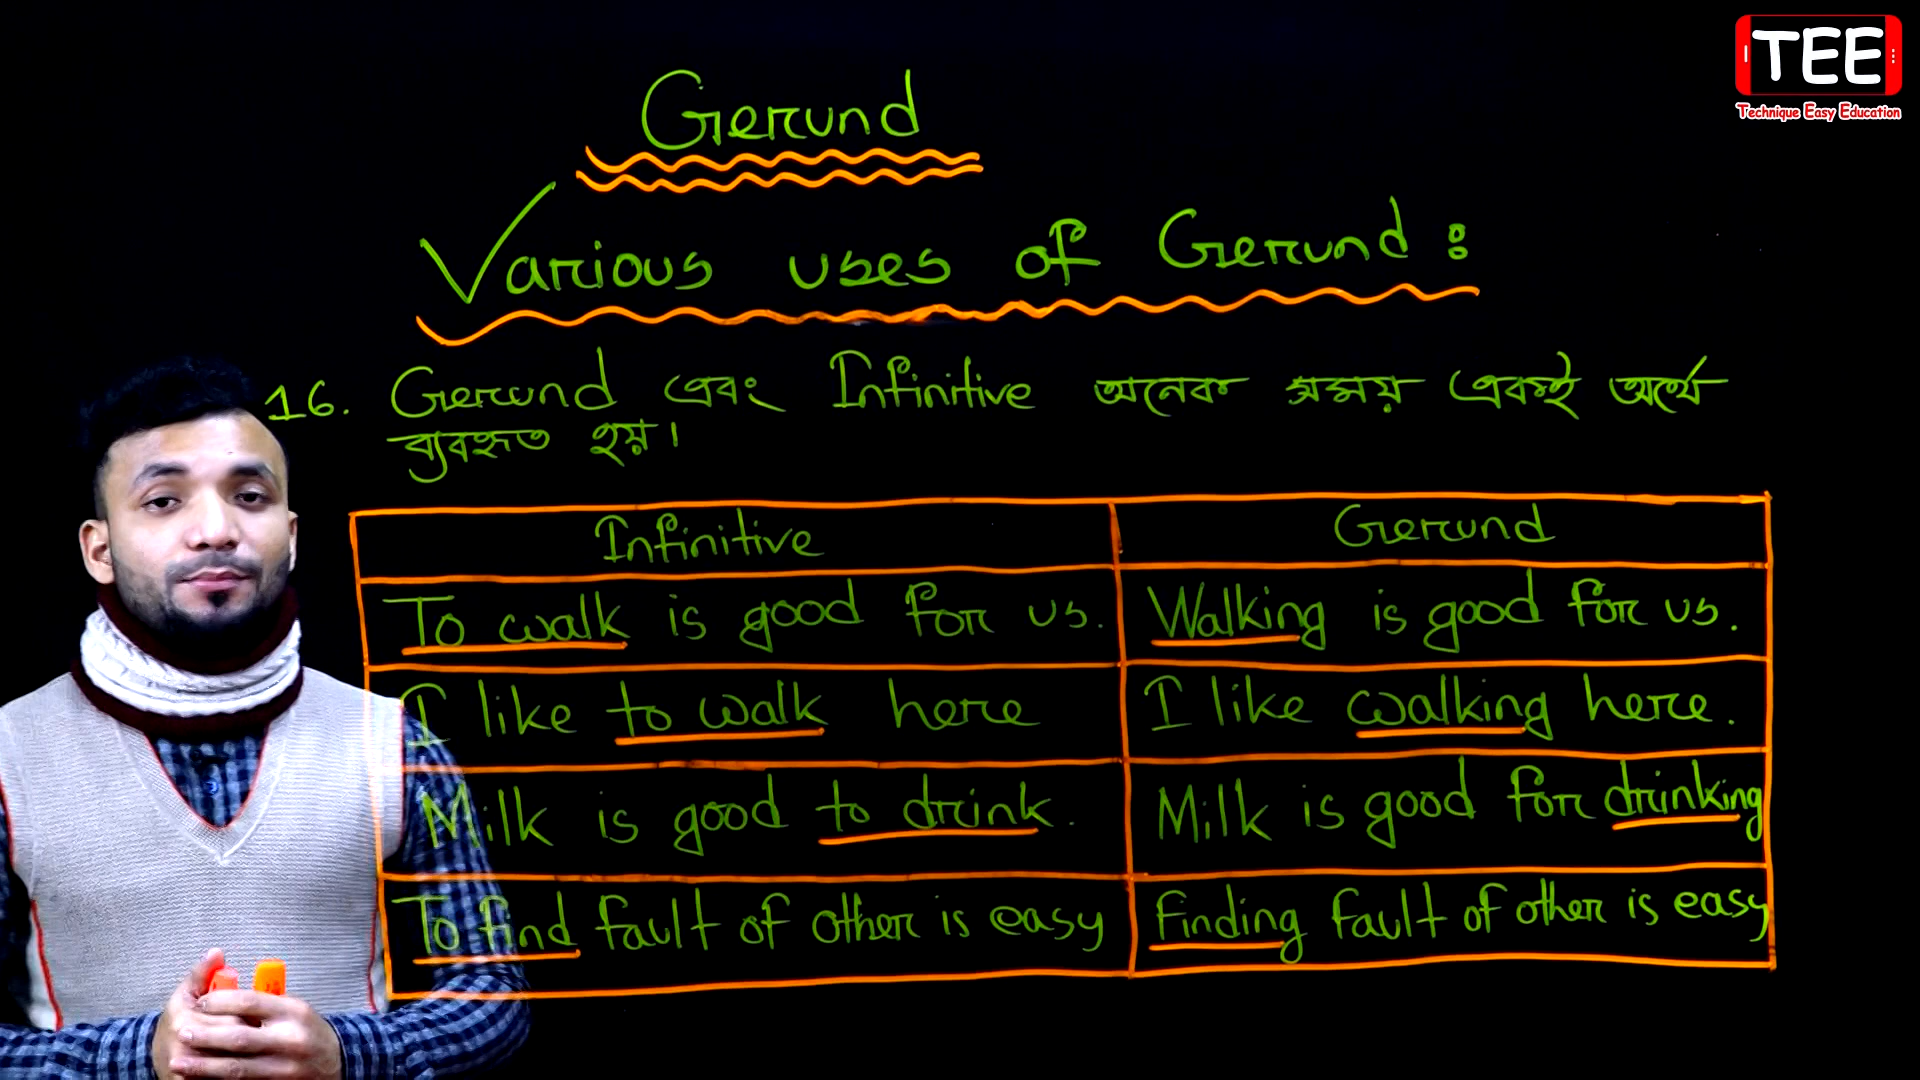 TEE
Technique Easy Education
Gerund
Various uses of Gerund :
16. Gerund এবং Infinitive অনেক সময় একই অর্থে
ব্যবহৃত হয়।
Infinitive
Gerund
To walk is good for us.
Walking is good for us.
I like to walk here
I like walking here.
Milk is good to drink.
Milk is good for drinking
To find fault of other is easy
Finding fault of other is easy